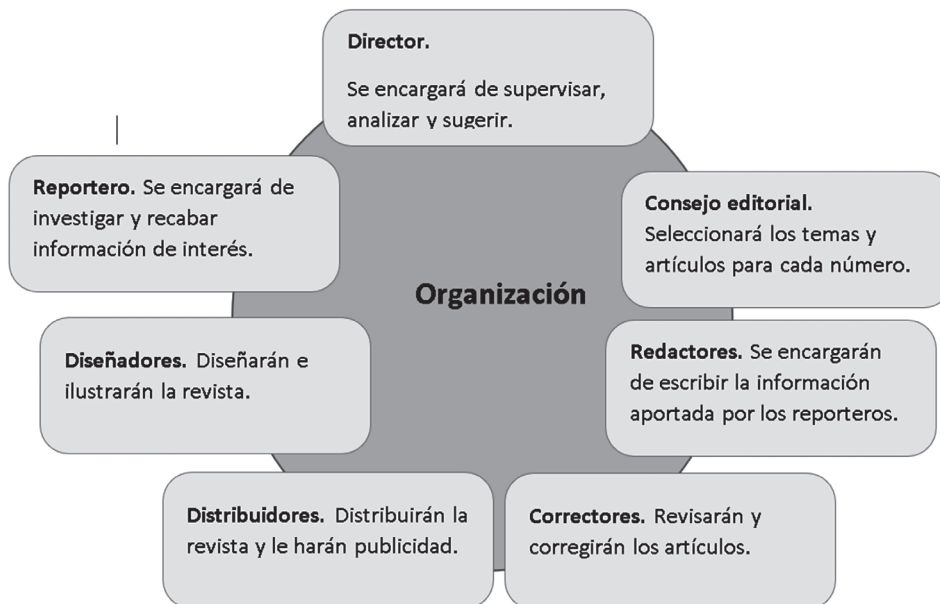 Director.
Se encargará de supervisar,
analizar y sugerir.
Reportero. Se encargará de
investigar y recabar
información de interés.
Consejo editorial.
Seleccionará los temas y
artículos para cada número.
Organización
Diseñadores. Diseñarán e
ilustrarán la revista.
Redactores. Se encargarán
de escribir la información
aportada por los reporteros.
Distribuidores. Distribuirán la
revista y le harán publicidad.
Correctores. Revisarán y
corregirán los artículos.